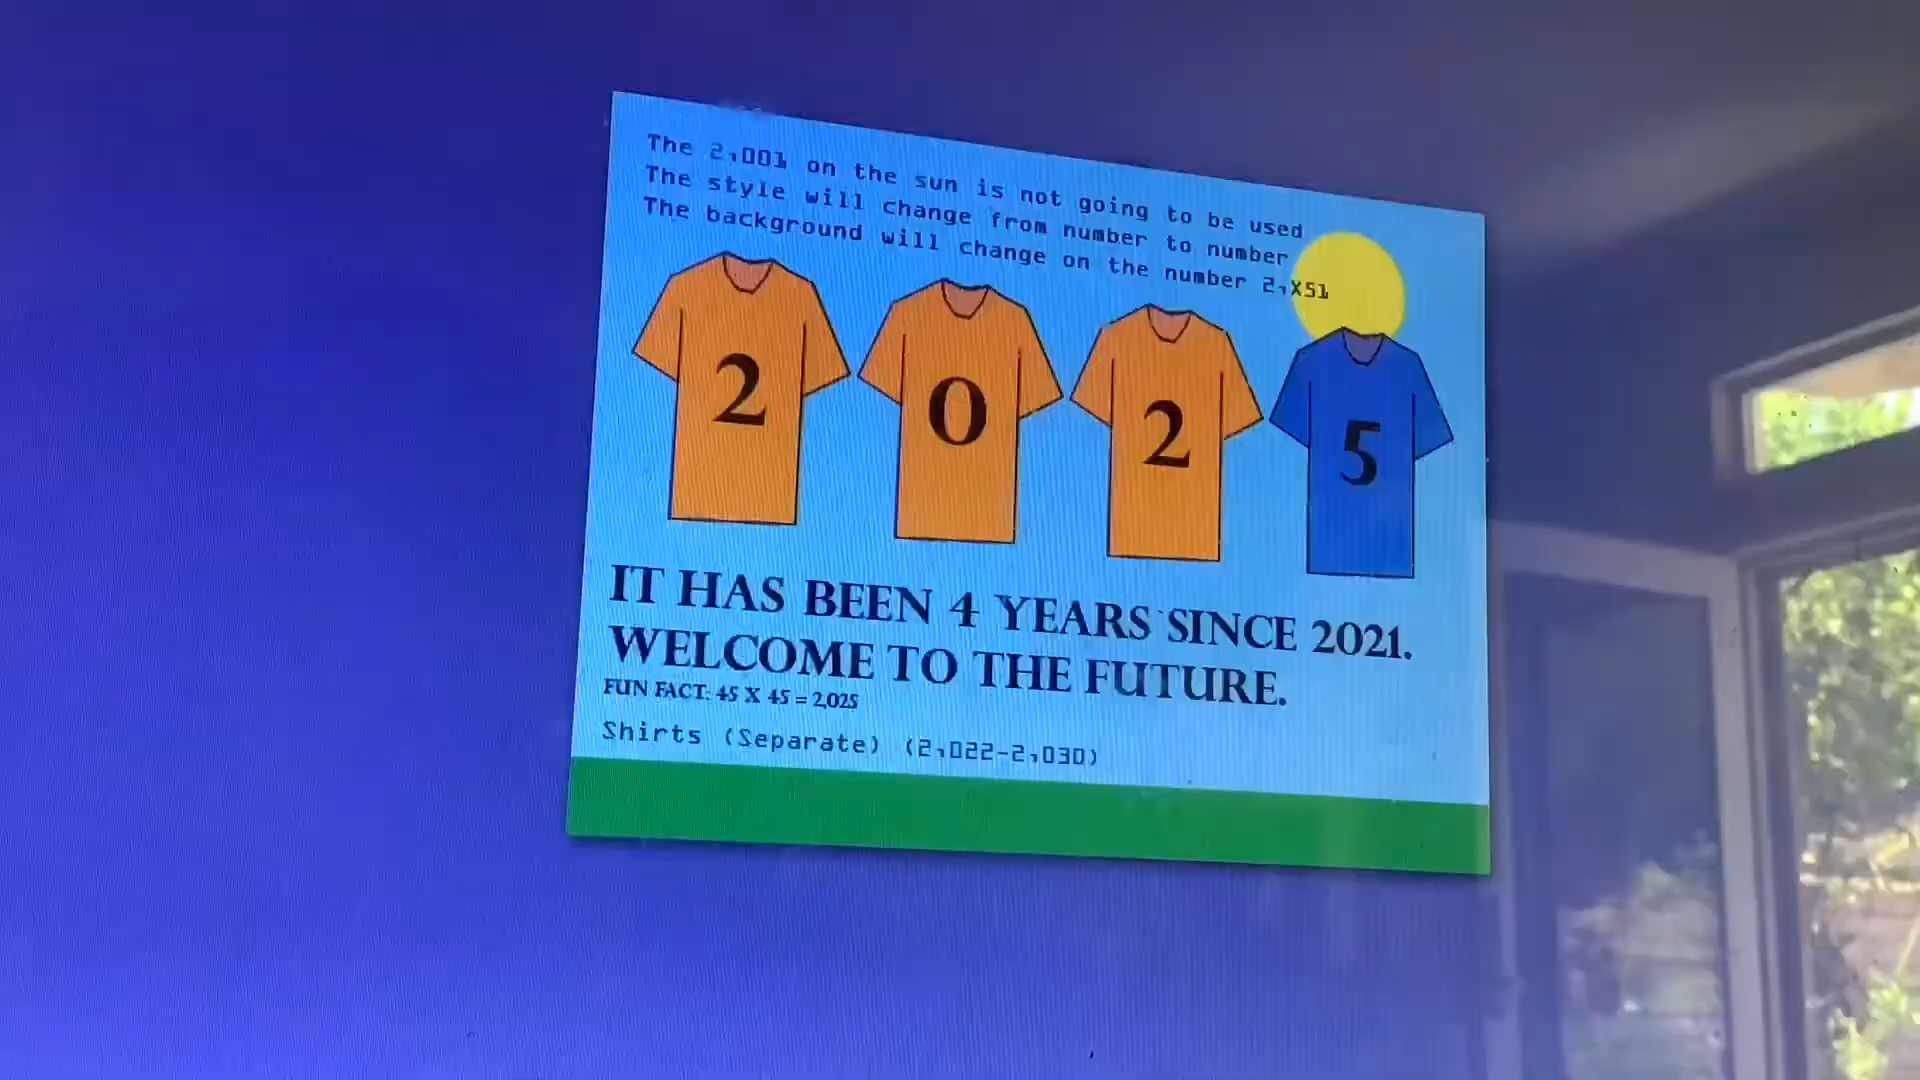 The 2,001 on the sun is not going to be used
The style will change from number to number
The background will change on the number 2,X51
2 0 2 5
IT HAS BEEN 4 YEARS SINCE 2021.
WELCOME TO THE FUTURE.
FUN FACT: 45 X 45 = 2,025
Shirts (Separate) (2,022-2,030)